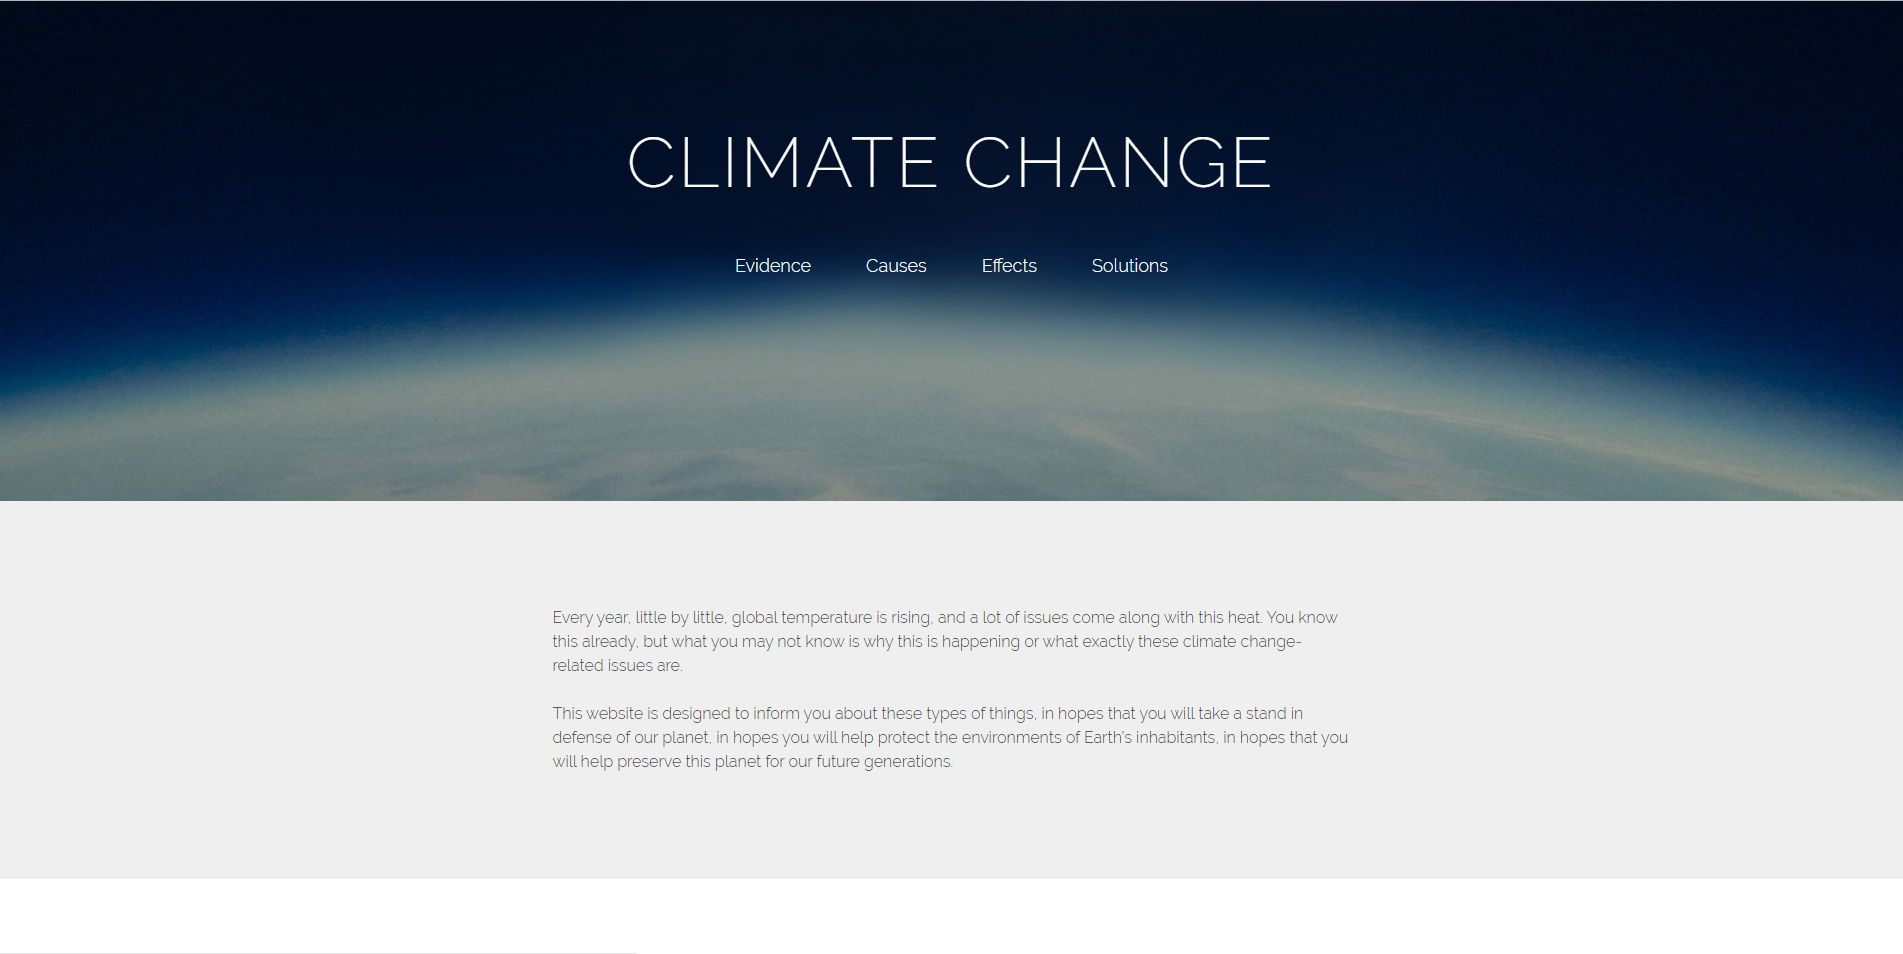 CLIMATE CHANGE
Evidence Causes Effects Solutions
Every year, little by little, global temperature is rising, and a lot of issues come along with this heat. You know
this already, but what you may not know is why this is happening or what exactly these climate change-
related issues are.
This website is designed to inform you about these types of things, in hopes that you will take a stand in
defense of our planet, in hopes you will help protect the environments of Earth's inhabitants, in hopes that you
will help preserve this planet for our future generations.